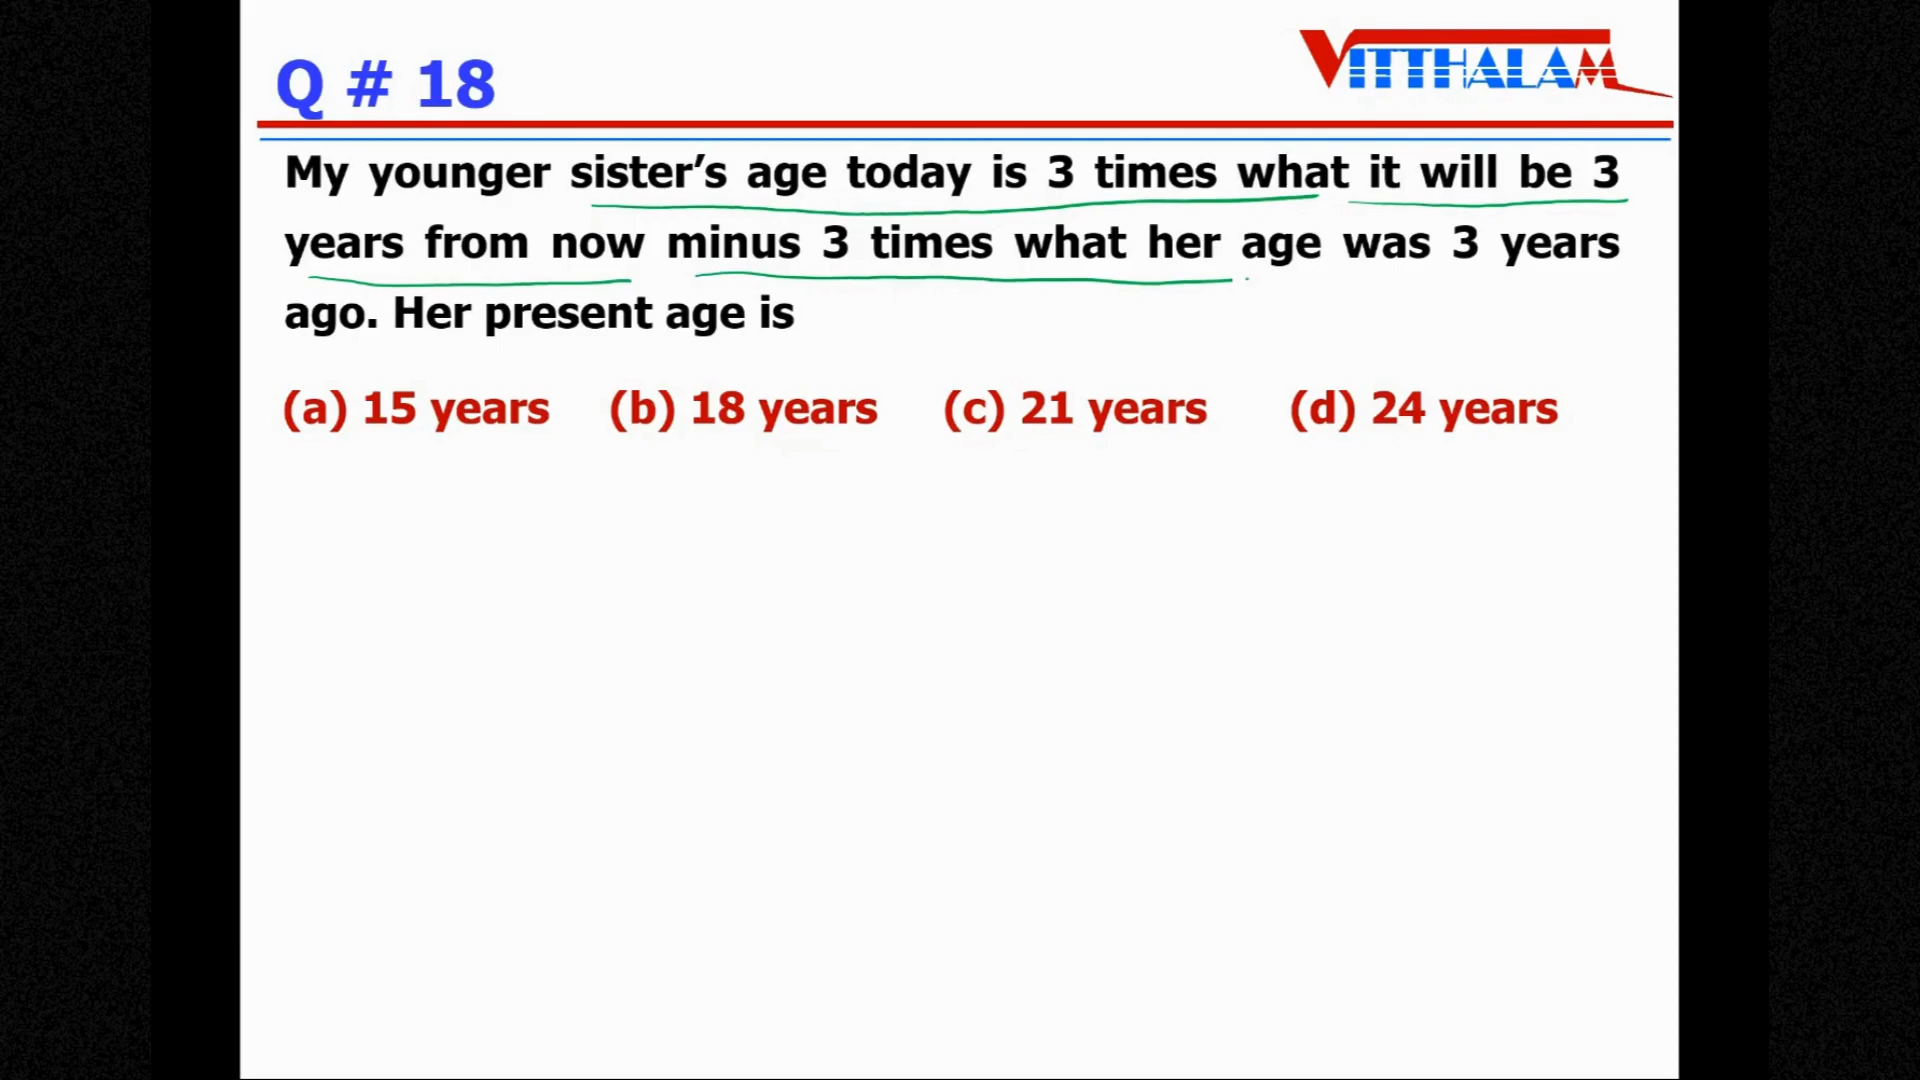 Q # 18
VITTHALAM
My younger sister’s age today is 3 times what it will be 3
years from now minus 3 times what her age was 3 years
ago. Her present age is
(a) 15 years (b) 18 years (c) 21 years (d) 24 years